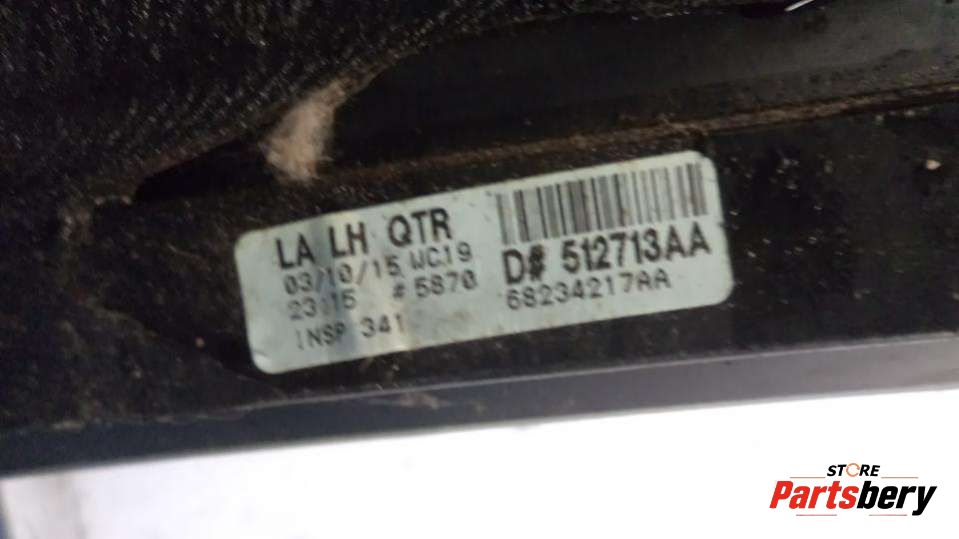 LA LH QTR
03/10/15 WC19
23:15 #5870
INSP 341
D# 512713AA
68234217AA
STORE
Partsbery